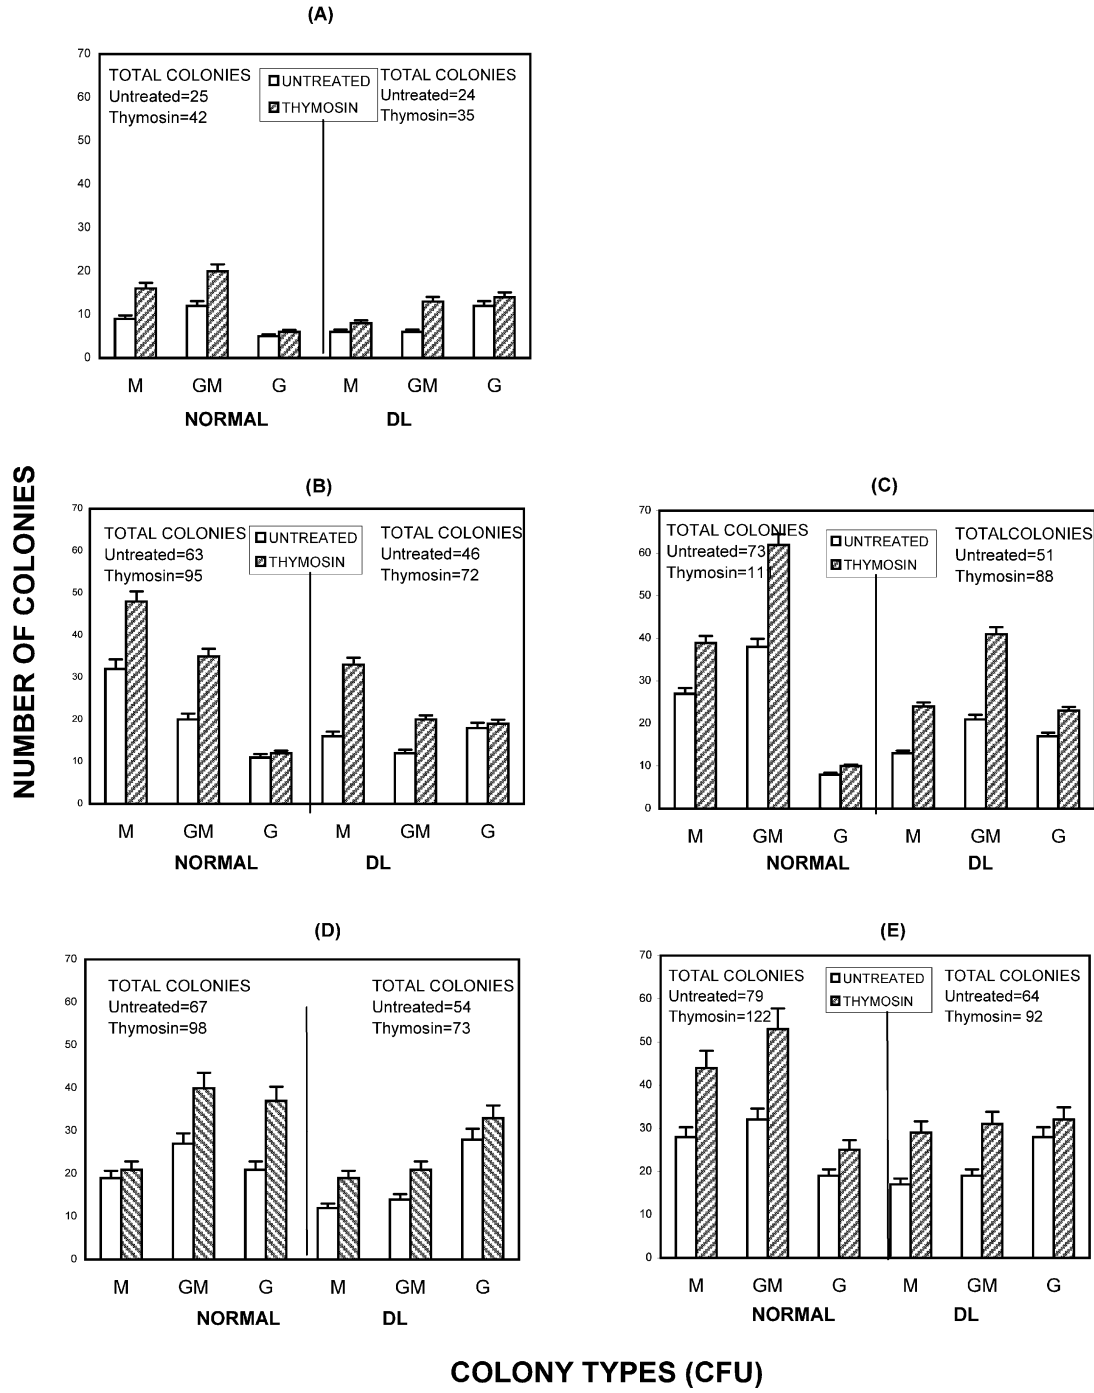 (A)
70
60
50
40
30
20
10
0
TOTAL COLONIES
Untreated=25
Thymosin=42
UNTREATED
THYMOSIN
TOTAL COLONIES
Untreated=24
Thymosin=35
M GM G M GM G
NORMAL DL
NUMBER OF COLONIES
(B)
70
60
50
40
30
20
10
0
TOTAL COLONIES
Untreated=63
Thymosin=95
UNTREATED
THYMOSIN
TOTAL COLONIES
Untreated=46
Thymosin=72
M GM G M GM G
NORMAL DL
(C)
70
60
50
40
30
20
10
0
TOTAL COLONIES
Untreated=73
Thymosin=111
UNTREATED
THYMOSIN
TOTALCOLONIES
Untreated=51
Thymosin=88
M GM G M GM G
NORMAL DL
(D)
70
60
50
40
30
20
10
0
TOTAL COLONIES
Untreated=67
Thymosin=98
TOTAL COLONIES
Untreated=54
Thymosin=73
M GM G M GM G
NORMAL DL
(E)
70
60
50
40
30
20
10
0
TOTAL COLONIES
Untreated=79
Thymosin=122
UNTREATED
THYMOSIN
TOTAL COLONIES
Untreated=64
Thymosin= 92
M GM G M GM G
NORMAL DL
COLONY TYPES (CFU)